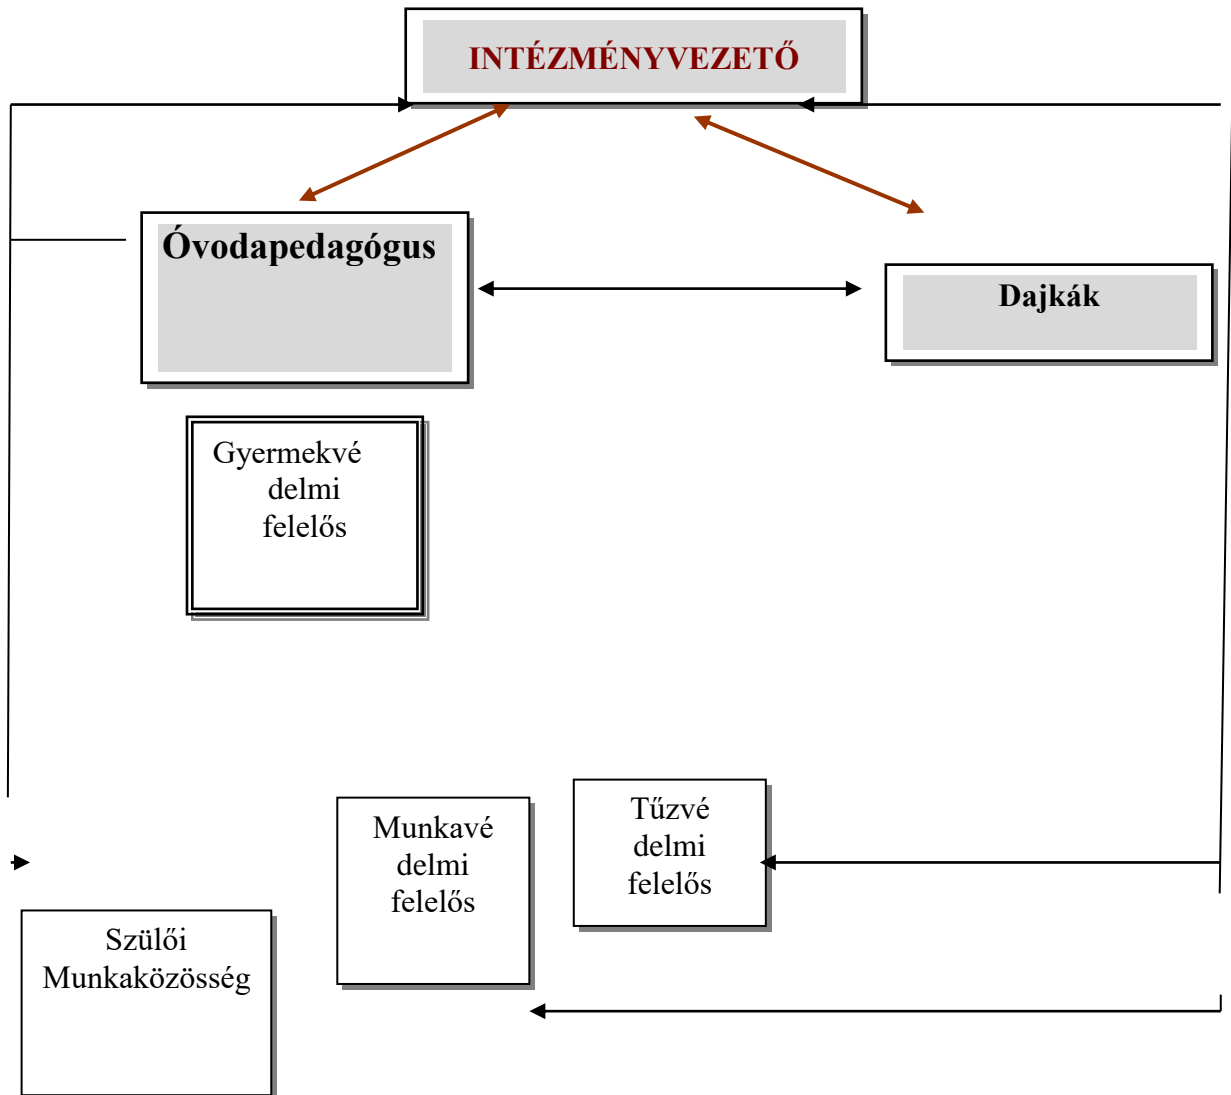 INTÉZMÉNYVEZETŐ
Óvodapedagógus
Dajkák
Gyermekvé
delmi
felelős
Munkavé
delmi
felelős
Tűzvé
delmi
felelős
Szülői
Munkaközösség